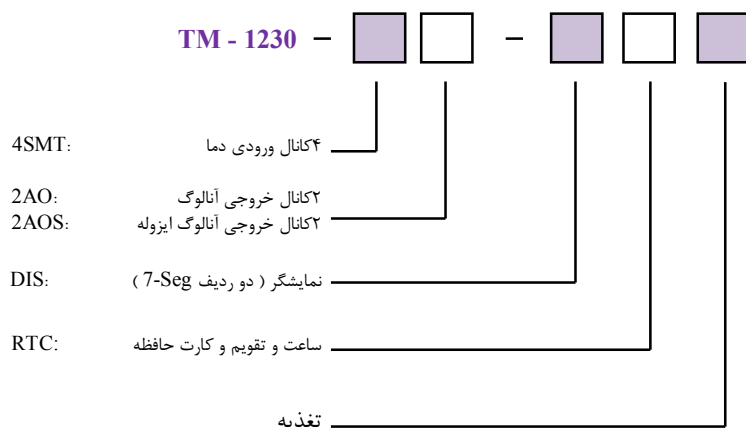 TM - 1230 – –
4SMT: ۴کانال ورودی دما
2AO: ۲کانال خروجی آنالوگ
2AOS: ۲کانال خروجی آنالوگ ایزوله
DIS: نمایشگر ( دو ردیف 7-Seg )
RTC: ساعت و تقویم و کارت حافظه
تغذیه